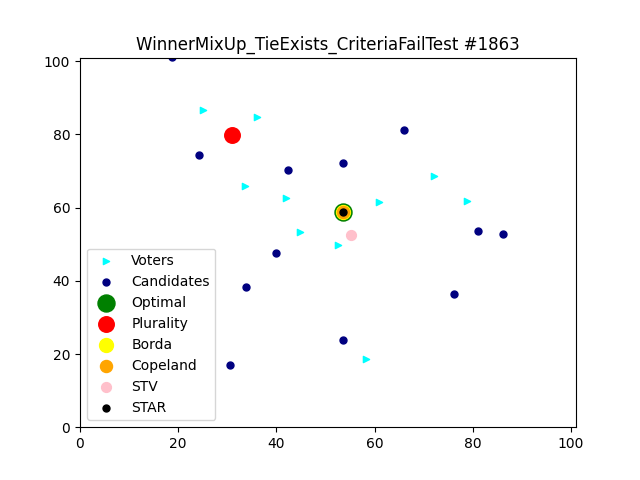 WinnerMixUp_TieExists_CriteriaFailTest #1863
100
80
60
40
20
0
Voters
Candidates
Optimal
Plurality
Borda
Copeland
STV
STAR
0 20 40 60 80 100